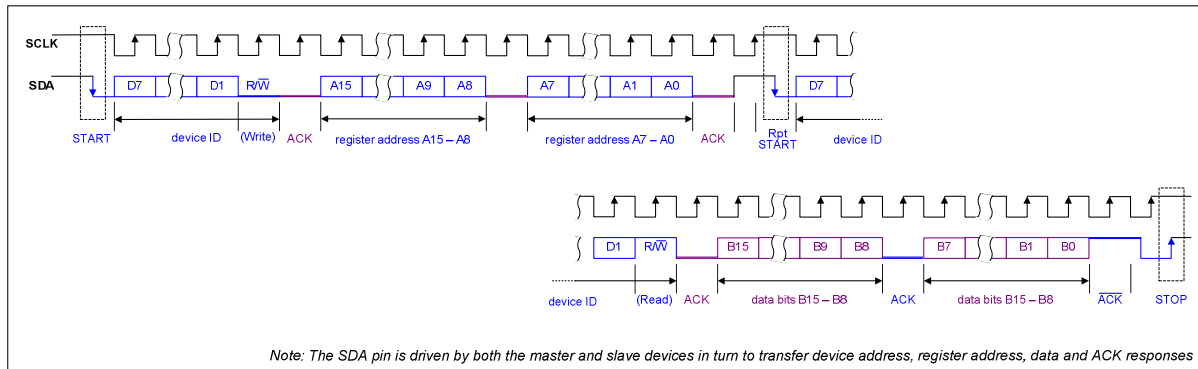 SCLK
SDA
D7 D1 R/W A15 A9 A8 A7 A1 A0 D7
START device ID (Write) ACK register address A15 – A8 register address A7 – A0 ACK Rpt START device ID
D1 R/W B15 B9 B8 B7 B1 B0
device ID (Read) ACK data bits B15 – B8 ACK data bits B15 – B8 ACK STOP
Note: The SDA pin is driven by both the master and slave devices in turn to transfer device address, register address, data and ACK responses